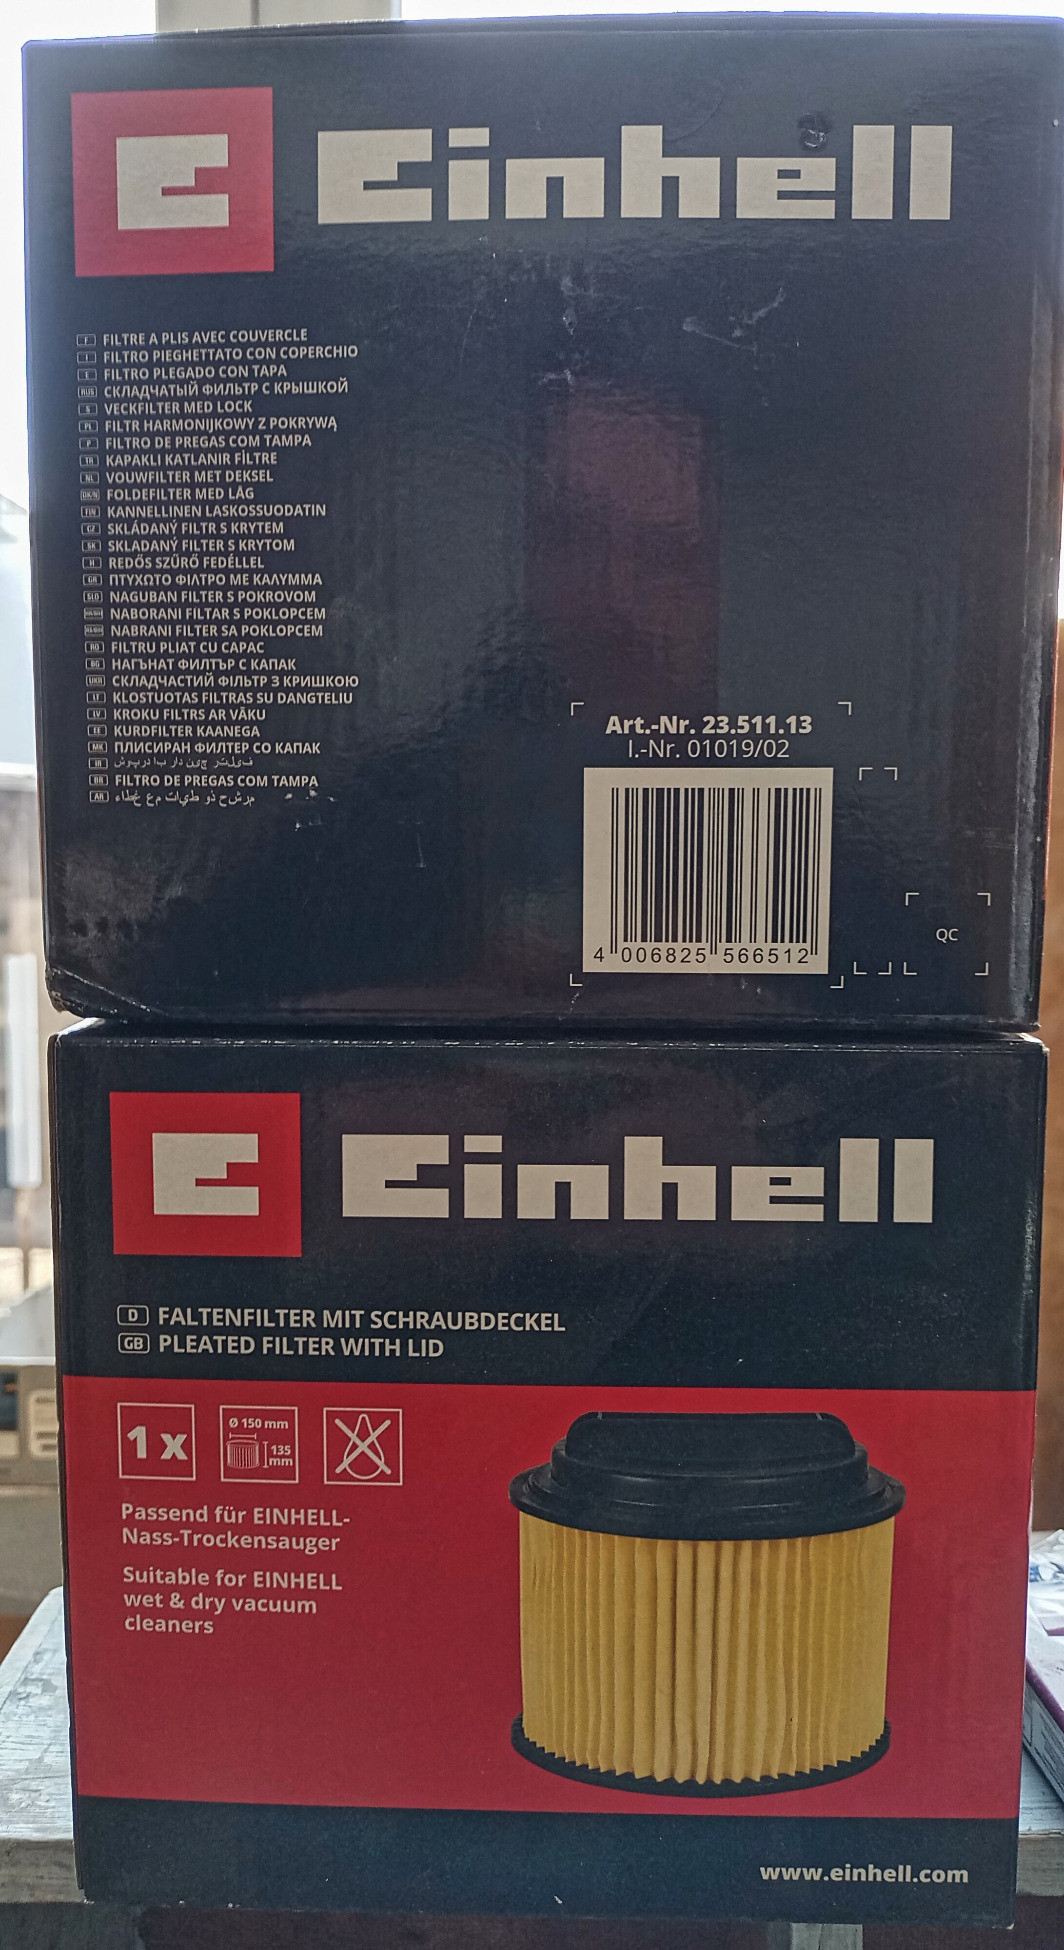 Einhell
F FILTRE A PLIS AVEC COUVERCLE
I FILTRO PIEGHETTATO CON COPERCHIO
E FILTRO PLEGADO CON TAPA
RUS СКЛАДЧАТЫЙ ФИЛЬТР С КРЫШКОЙ
S VECKFILTER MED LOCK
PL FILTR HARMONIJKOWY Z POKRYWĄ
P FILTRO DE PREGAS COM TAMPA
TR KAPAKLI KATLANIR FİLTRE
NL VOUWFILTER MET DEKSEL
DK/N FOLDEFILTER MED LÅG
FIN KANNELLINEN LASKOSSUODATIN
CZ SKLÁDANÝ FILTR S KRYTEM
SK SKLADANÝ FILTER S KRYTOM
H REDŐS SZŰRŐ FEDÉLLEL
GR ΠΤΥΧΩΤΟ ΦΙΛΤΡΟ ΜΕ ΚΑΛΥΜΜΑ
SLO NAGUBAN FILTER S POKROVOM
NABORANI FILTAR S POKLOPCEM
NABRANI FILTER SA POKLOPCEM
RO FILTRU PLIAT CU CAPAC
BG НАГЪНАТ ФИЛТЪР С КАПАК
UKR СКЛАДЧАСТИЙ ФІЛЬТР З КРИШКОЮ
LT KLOSTUOTAS FILTRAS SU DANGTELIU
LV KROKU FILTRS AR VĀKU
EE KURDFILTER KAANEGA
MK ПЛИСИРАН ФИЛТЕР СО КАПАК
IR فیلتر چین دار با درپوش
BR FILTRO DE PREGAS COM TAMPA
AR مرشح ذو طيات مع غطاء
Art.-Nr. 23.511.13
I.-Nr. 01019/02
4 006825 566512
QC
Einhell
D FALTENFILTER MIT SCHRAUBDECKEL
GB PLEATED FILTER WITH LID
1 x
Ø 150 mm
135
mm
Passend für EINHELL-
Nass-Trockensauger
Suitable for EINHELL
wet & dry vacuum
cleaners
www.einhell.com